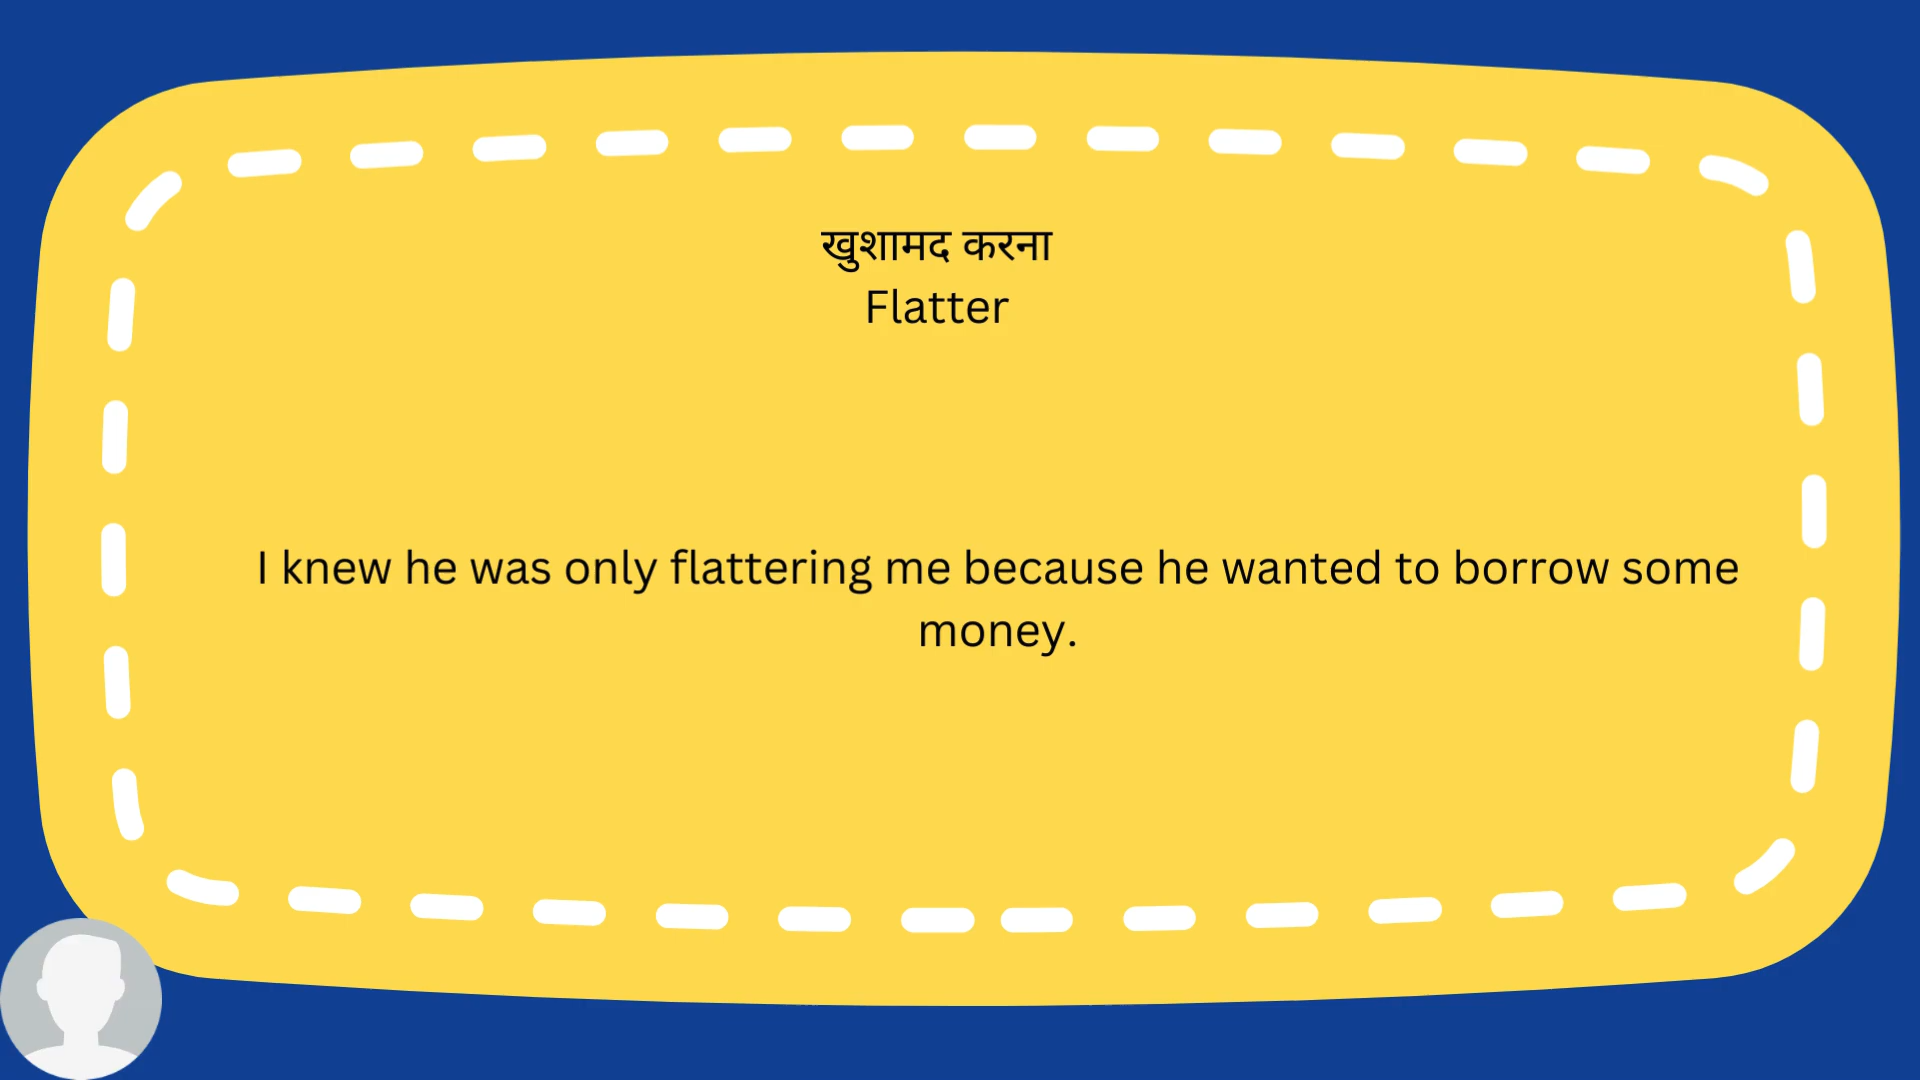 खुशामद करना
Flatter
I knew he was only flattering me because he wanted to borrow some
money.